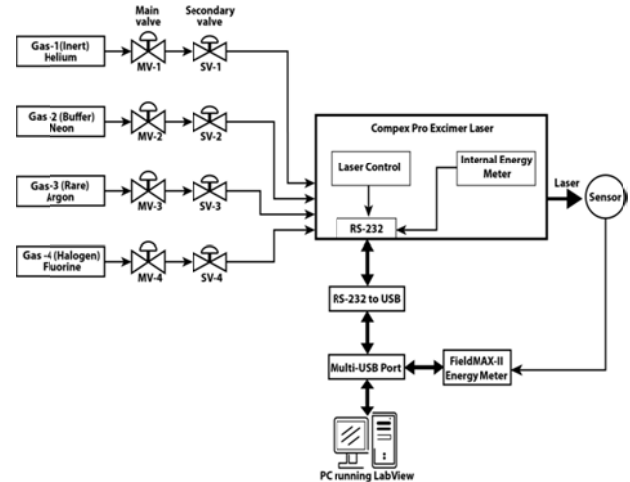 Main
valve
Secondary
valve
Gas-1(Inert)
Helium
MV-1
SV-1
Gas-2 (Buffer)
Neon
MV-2
SV-2
Gas-3 (Rare)
Argon
MV-3
SV-3
Gas-4 (Halogen)
Fluorine
MV-4
SV-4
Compex Pro Excimer Laser
Laser Control
Internal Energy
Meter
RS-232
Laser
Sensor
RS-232 to USB
Multi-USB Port
FieldMAX-II
Energy Meter
PC running LabView